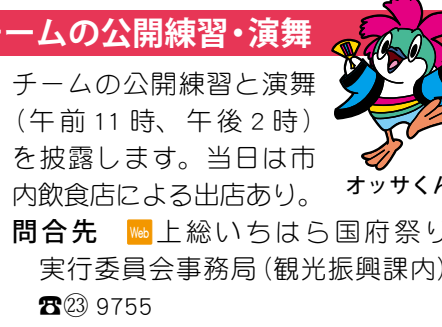 ームの公開練習・演舞
チームの公開練習と演舞
(午前11時、午後2時)
を披露します。当日は市
内飲食店による出店あり。
オッサくん
問合先 Web上総いちはら国府祭り
実行委員会事務局(観光振興課内)
☎㉓9755